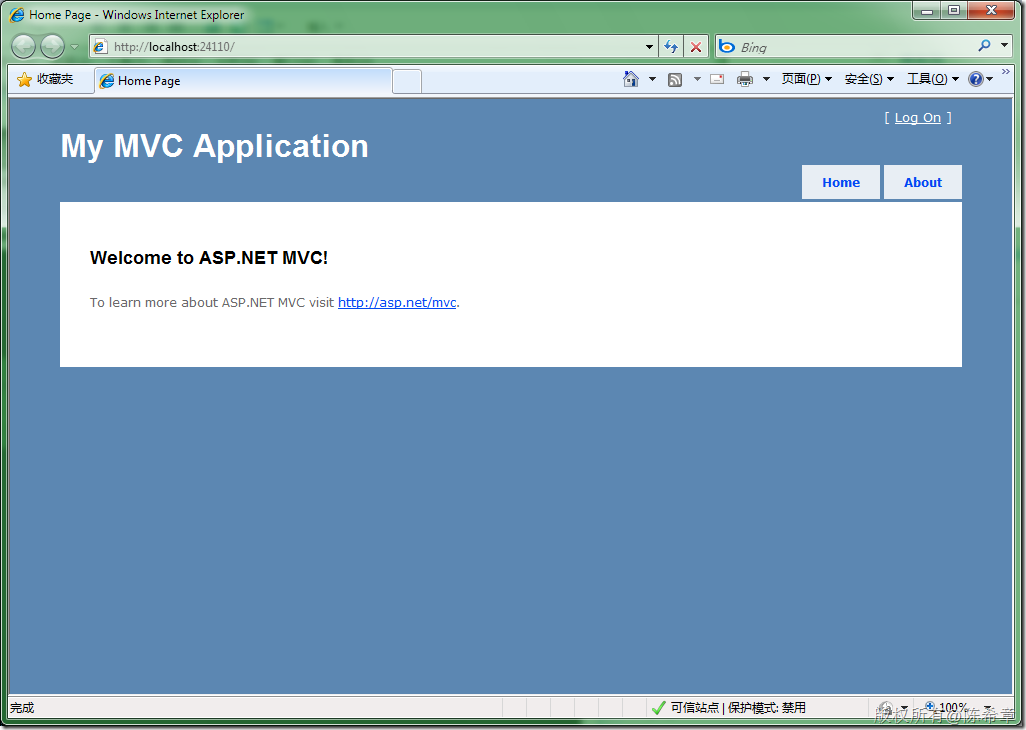 Home Page - Windows Internet Explorer
http://localhost:24110/
Bing
收藏夹
Home Page
页面(P)
安全(S)
工具(O)
[ Log On ]
My MVC Application
Home
About
Welcome to ASP.NET MVC!
To learn more about ASP.NET MVC visit http://asp.net/mvc.
完成
可信站点 | 保护模式: 禁用
100%
版权所有@陈希章